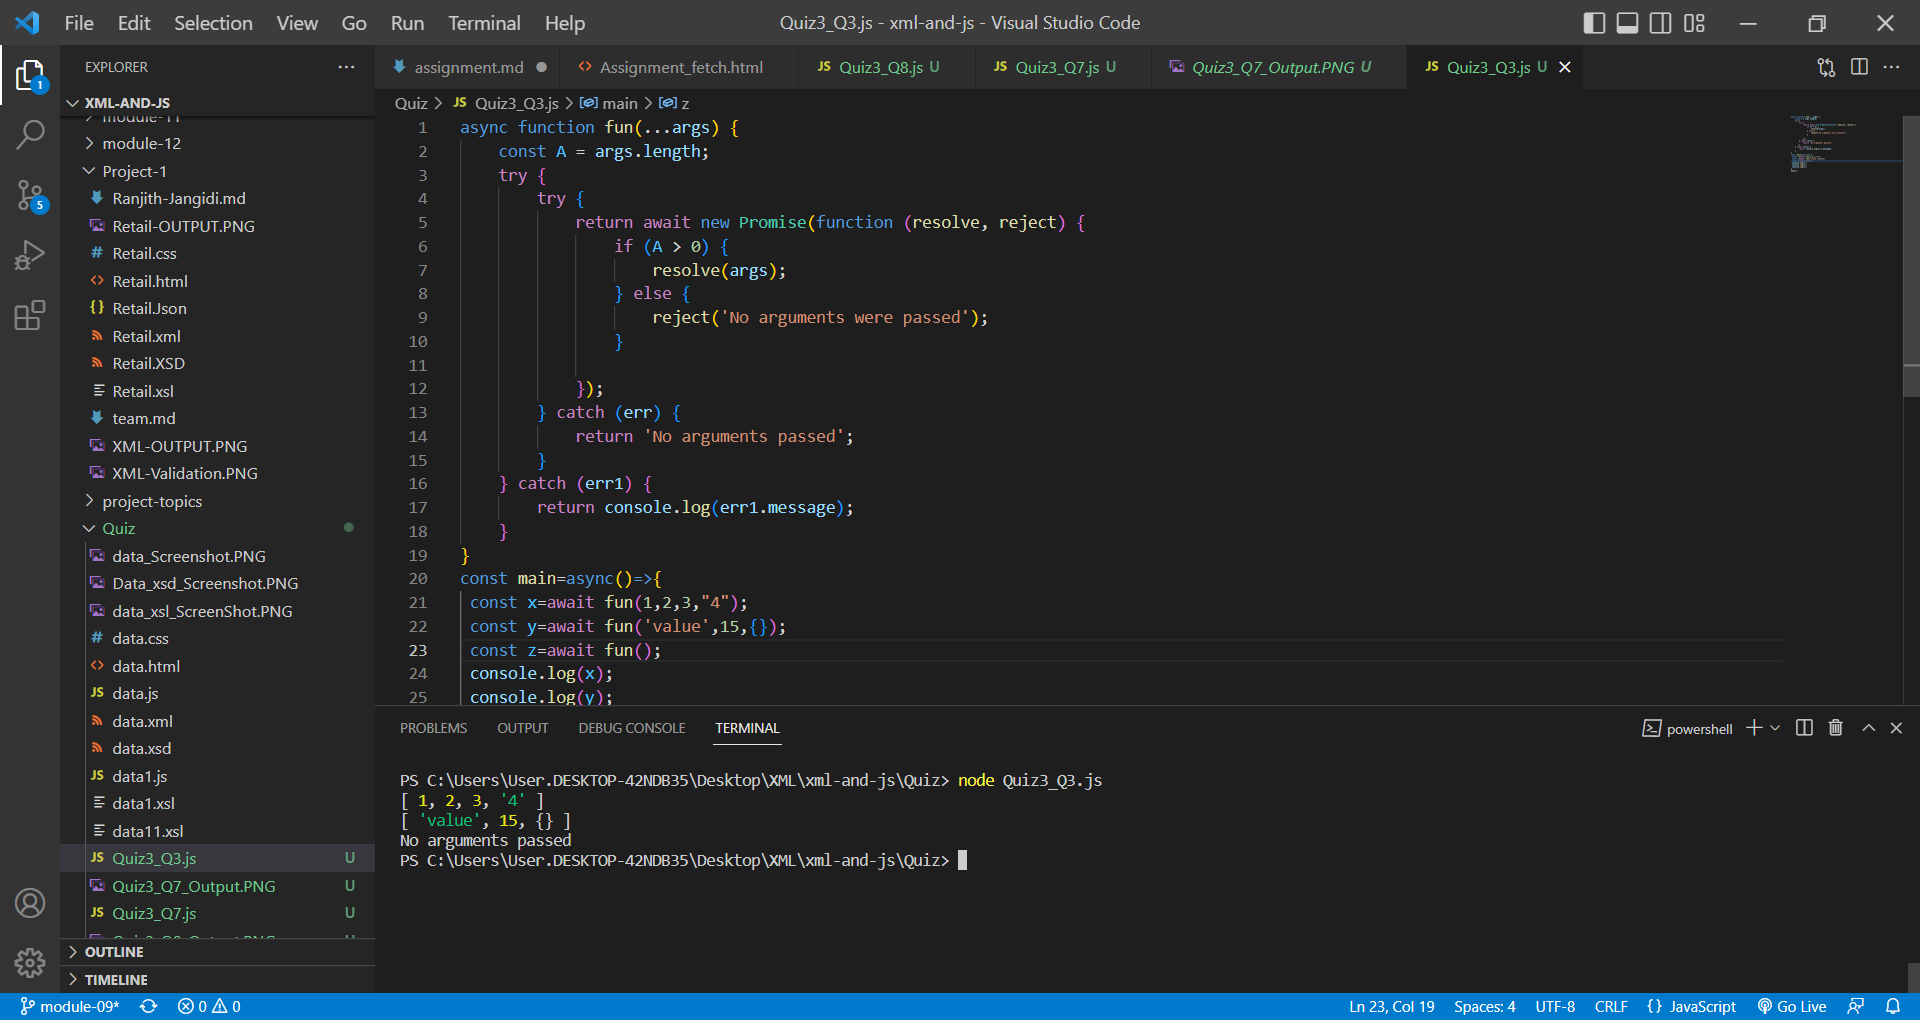 File Edit Selection View Go Run Terminal Help
Quiz3_Q3.js - xml-and-js - Visual Studio Code
EXPLORER
XML-AND-JS
module-11
module-12
Project-1
Ranjith-Jangidi.md
Retail-OUTPUT.PNG
Retail.css
Retail.html
Retail.Json
Retail.xml
Retail.XSD
Retail.xsl
team.md
XML-OUTPUT.PNG
XML-Validation.PNG
project-topics
Quiz
data_Screenshot.PNG
Data_xsd_Screenshot.PNG
data_xsl_ScreenShot.PNG
data.css
data.html
data.js
data.xml
data.xsd
data1.js
data1.xsl
data11.xsl
Quiz3_Q3.js U
Quiz3_Q7_Output.PNG U
Quiz3_Q7.js U
OUTLINE
TIMELINE
1
5
assignment.md
Assignment_fetch.html
JS Quiz3_Q8.js U
JS Quiz3_Q7.js U
Quiz3_Q7_Output.PNG U
JS Quiz3_Q3.js U
Quiz > JS Quiz3_Q3.js > main > z
1 async function fun(...args) {
2 const A = args.length;
3 try {
4 try {
5 return await new Promise(function (resolve, reject) {
6 if (A > 0) {
7 resolve(args);
8 } else {
9 reject('No arguments were passed');
10 }
11
12 });
13 } catch (err) {
14 return 'No arguments passed';
15 }
16 } catch (err1) {
17 return console.log(err1.message);
18 }
19 }
20 const main=async()=>{
21 const x=await fun(1,2,3,"4");
22 const y=await fun('value',15,{});
23 const z=await fun();
24 console.log(x);
25 console.log(y);
PROBLEMS OUTPUT DEBUG CONSOLE TERMINAL
powershell
PS C:\Users\User.DESKTOP-42NDB35\Desktop\XML\xml-and-js\Quiz> node Quiz3_Q3.js
[ 1, 2, 3, '4' ]
[ 'value', 15, {} ]
No arguments passed
PS C:\Users\User.DESKTOP-42NDB35\Desktop\XML\xml-and-js\Quiz>
module-09* 0 0
Ln 23, Col 19 Spaces: 4 UTF-8 CRLF {} JavaScript Go Live